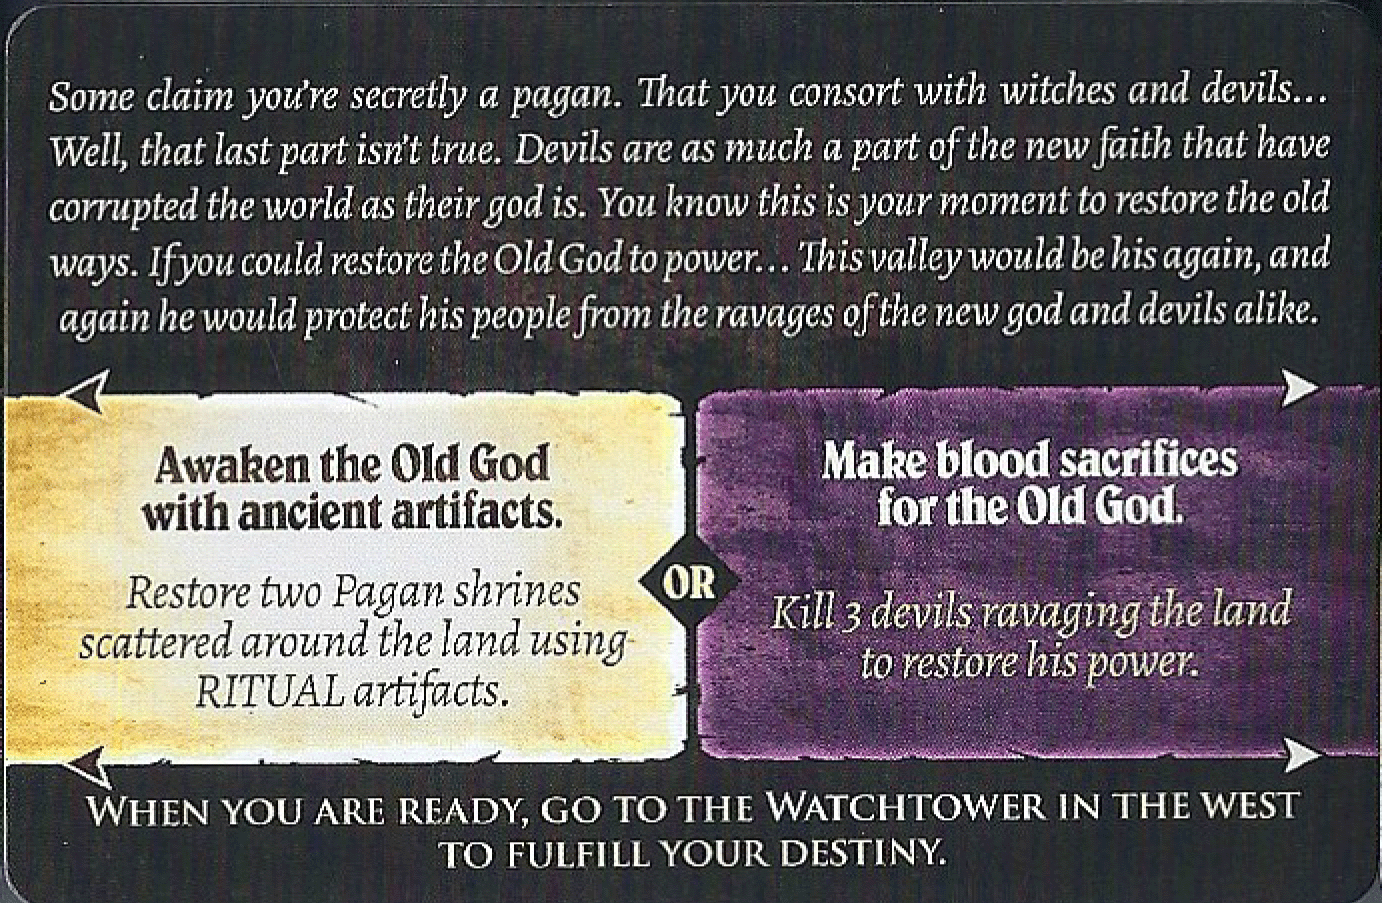 Some claim you're secretly a pagan. That you consort with witches and devils...
Well, that last part isn't true. Devils are as much a part of the new faith that have
corrupted the world as their god is. You know this is your moment to restore the old
ways. If you could restore the Old God to power... This valley would be his again, and
again he would protect his people from the ravages of the new god and devils alike.
Awaken the Old God
with ancient artifacts.
Restore two Pagan shrines
scattered around the land using
RITUAL artifacts.
OR
Make blood sacrifices
for the Old God.
Kill 3 devils ravaging the land
to restore his power.
WHEN YOU ARE READY, GO TO THE WATCHTOWER IN THE WEST
TO FULFILL YOUR DESTINY.